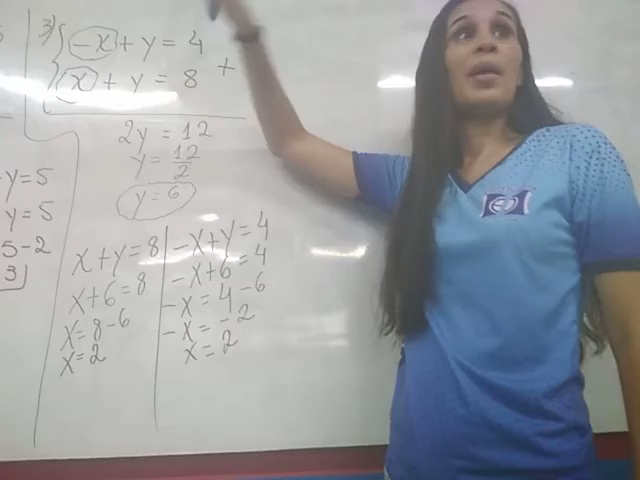 3) -x + y = 4
x + y = 8 +
2y = 12
y = 12/2
y = 6
x + y = 8
x + 6 = 8
x = 8 - 6
x = 2
-x + y = 4
-x + 6 = 4
-x = 4 - 6
-x = -2
x = 2
y = 5
y = 5
5 - 2
3